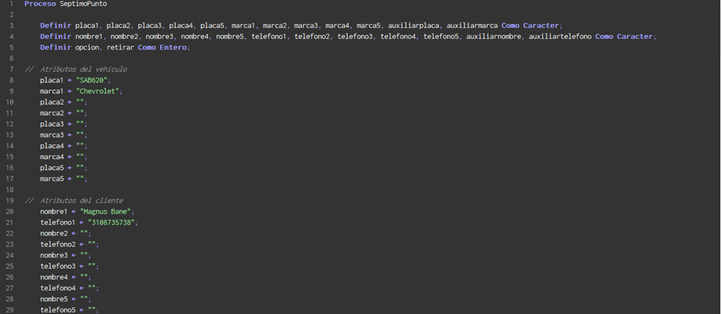 1 Proceso SeptimoPunto
2
3 Definir placa1, placa2, placa3, placa4, placa5, marca1, marca2, marca3, marca4, marca5, auxiliarplaca, auxiliarmarca Como Caracter;
4 Definir nombre1, nombre2, nombre3, nombre4, nombre5, telefono1, telefono2, telefono3, telefono4, telefono5, auxiliarnombre, auxiliartelefono Como Caracter;
5 Definir opcion, retirar Como Entero;
6
7 // Atributos del vehiculo
8 placa1 ← "SAB620";
9 marca1 ← "Chevrolet";
10 placa2 ← "";
11 marca2 ← "";
12 placa3 ← "";
13 marca3 ← "";
14 placa4 ← "";
15 marca4 ← "";
16 placa5 ← "";
17 marca5 ← "";
18
19 // Atributos del cliente
20 nombre1 ← "Magnus Bane";
21 telefono1 ← "3108735738";
22 nombre2 ← "";
23 telefono2 ← "";
24 nombre3 ← "";
25 telefono3 ← "";
26 nombre4 ← "";
27 telefono4 ← "";
28 nombre5 ← "";
29 telefono5 ← "";